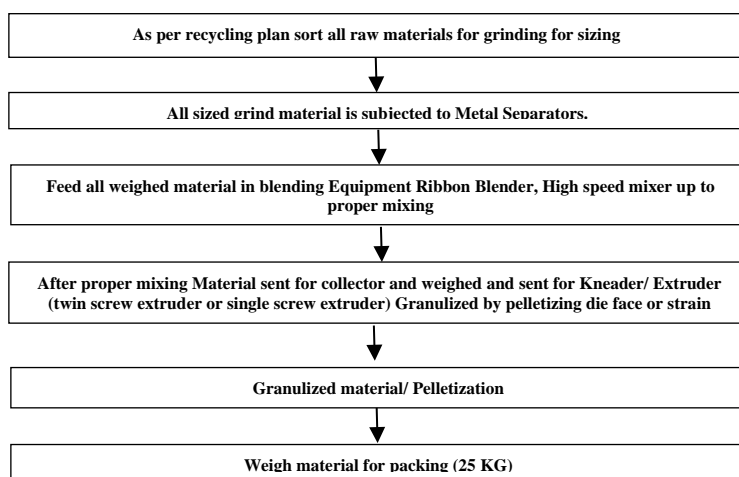 As per recycling plan sort all raw materials for grinding for sizing
All sized grind material is subjected to Metal Separators.
Feed all weighed material in blending Equipment Ribbon Blender, High speed mixer up to
proper mixing
After proper mixing Material sent for collector and weighed and sent for Kneader/ Extruder
(twin screw extruder or single screw extruder) Granulized by pelletizing die face or strain
Granulized material/ Pelletization
Weigh material for packing (25 KG)